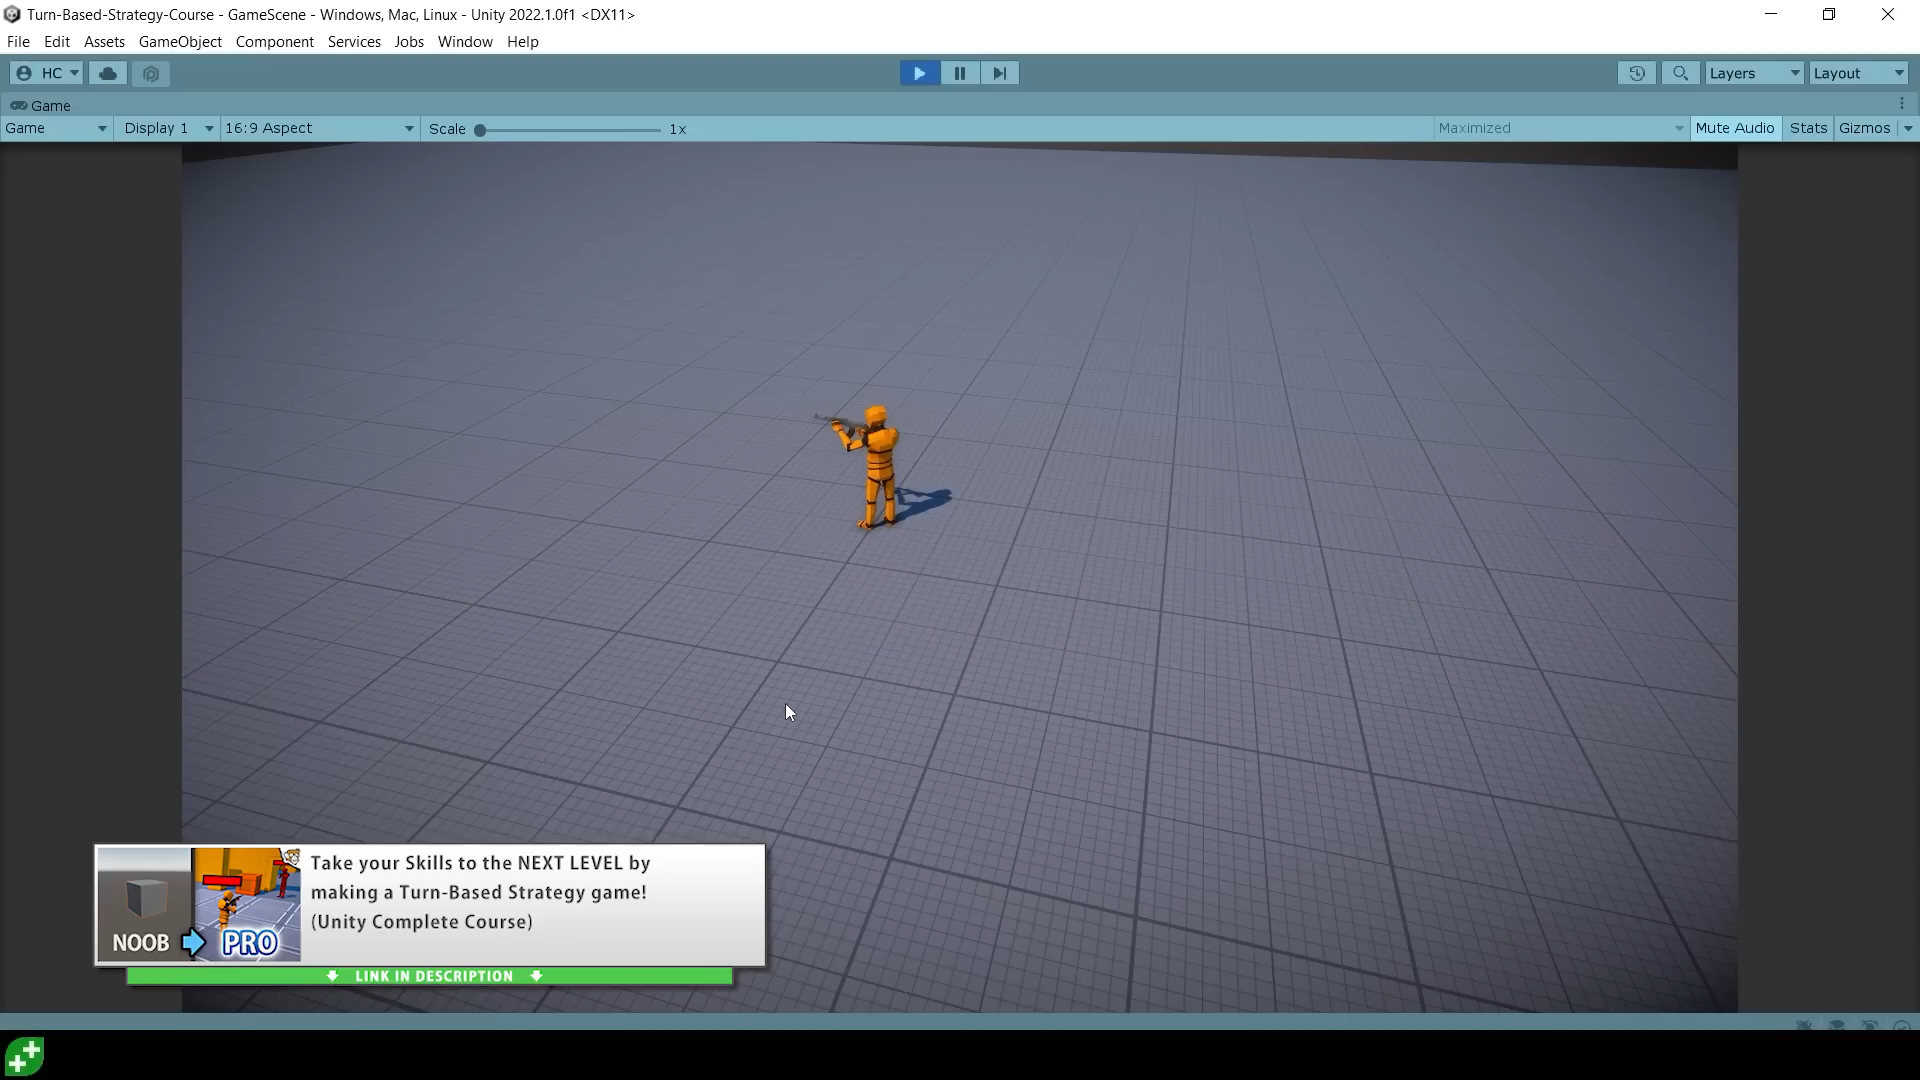 Turn-Based-Strategy-Course - GameScene - Windows, Mac, Linux - Unity 2022.1.0f1 <DX11>
File Edit Assets GameObject Component Services Jobs Window Help
HC Layers Layout
Game
Game Display 1 16:9 Aspect Scale 1x Maximized Mute Audio Stats Gizmos
Take your Skills to the NEXT LEVEL by
making a Turn-Based Strategy game!
(Unity Complete Course)
NOOB PRO
LINK IN DESCRIPTION